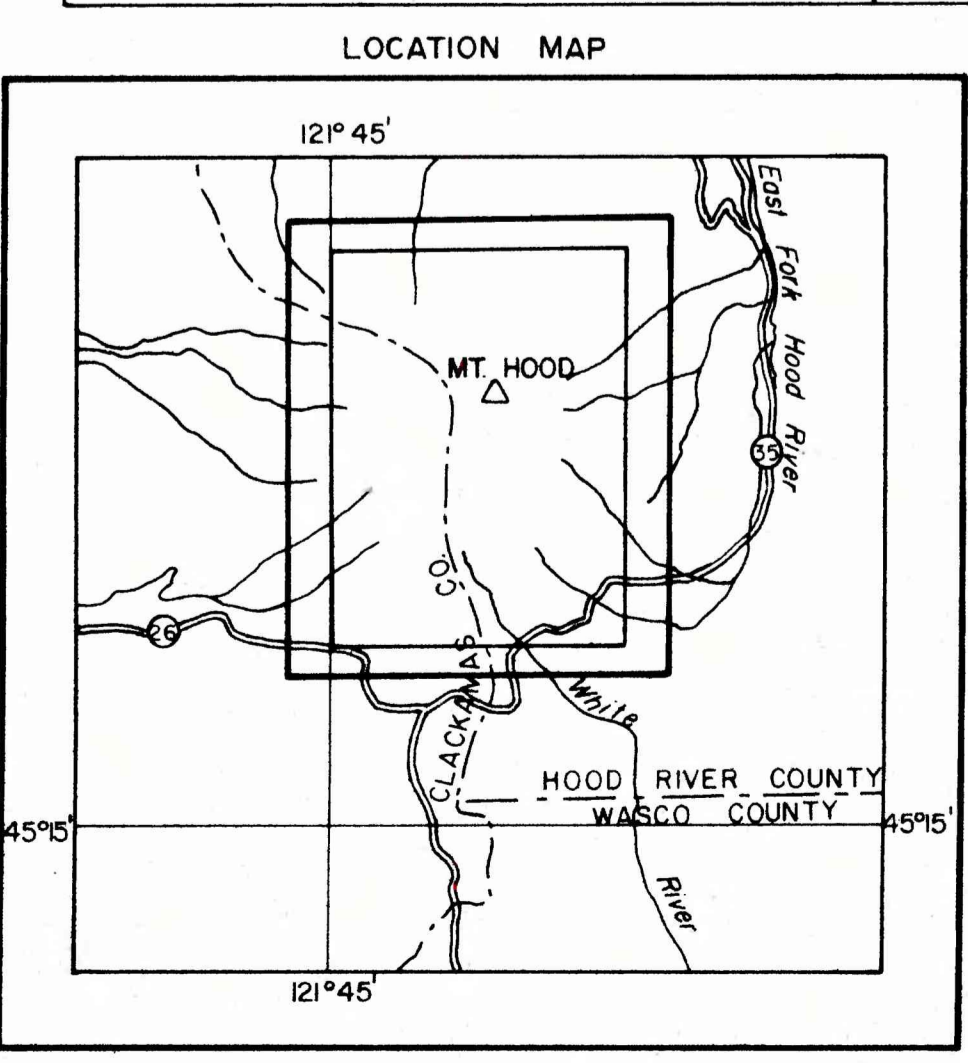 LOCATION MAP
121° 45'
East Fork Hood River
MT. HOOD
35
CLACKAMAS CO.
26
White River
HOOD RIVER COUNTY
WASCO COUNTY
45°15'
45°15'
121°45'